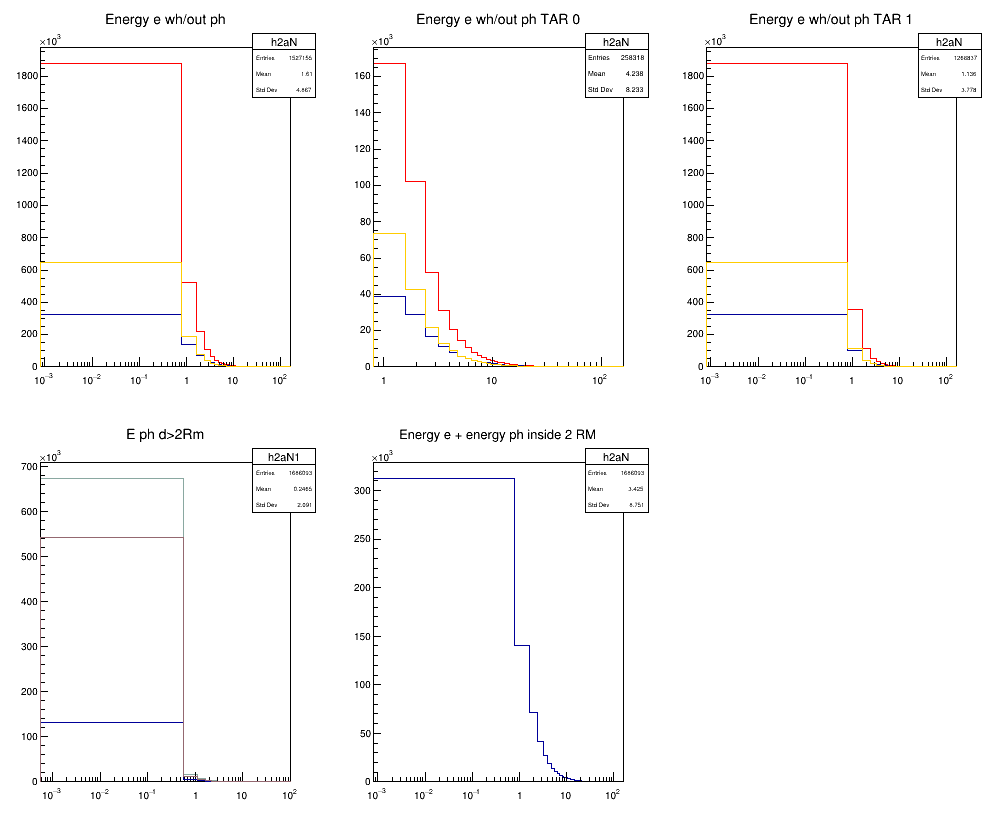 Energy e wh/out ph
×10³
h2aN
Entries 1527155
Mean 1.61
Std Dev 4.867
1800
1600
1400
1200
1000
800
600
400
200
0
10⁻³ 10⁻² 10⁻¹ 1 10 10²
Energy e wh/out ph TAR 0
×10³
h2aN
Entries 258318
Mean 4.238
Std Dev 8.233
160
140
120
100
80
60
40
20
0
1 10 10²
Energy e wh/out ph TAR 1
×10³
h2aN
Entries 1268837
Mean 1.136
Std Dev 3.778
1800
1600
1400
1200
1000
800
600
400
200
0
10⁻³ 10⁻² 10⁻¹ 1 10 10²
E ph d>2Rm
×10³
h2aN1
Entries 1686093
Mean 0.2465
Std Dev 2.091
700
600
500
400
300
200
100
0
10⁻³ 10⁻² 10⁻¹ 1 10 10²
Energy e + energy ph inside 2 RM
×10³
h2aN
Entries 1686093
Mean 3.425
Std Dev 8.751
300
250
200
150
100
50
0
10⁻³ 10⁻² 10⁻¹ 1 10 10²